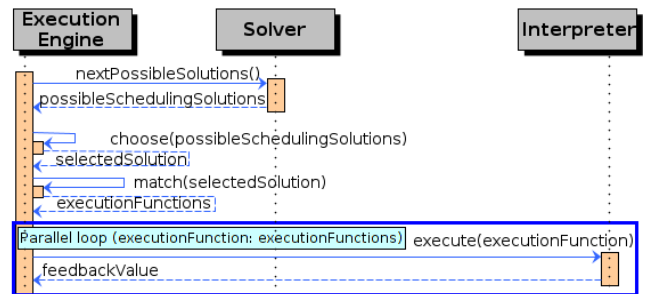 Execution
Engine
Solver
Interpreter
nextPossibleSolutions()
possibleSchedulingSolutions
choose(possibleSchedulingSolutions)
selectedSolution
match(selectedSolution)
executionFunctions
Parallel loop (executionFunction: executionFunctions)
execute(executionFunction)
feedbackValue